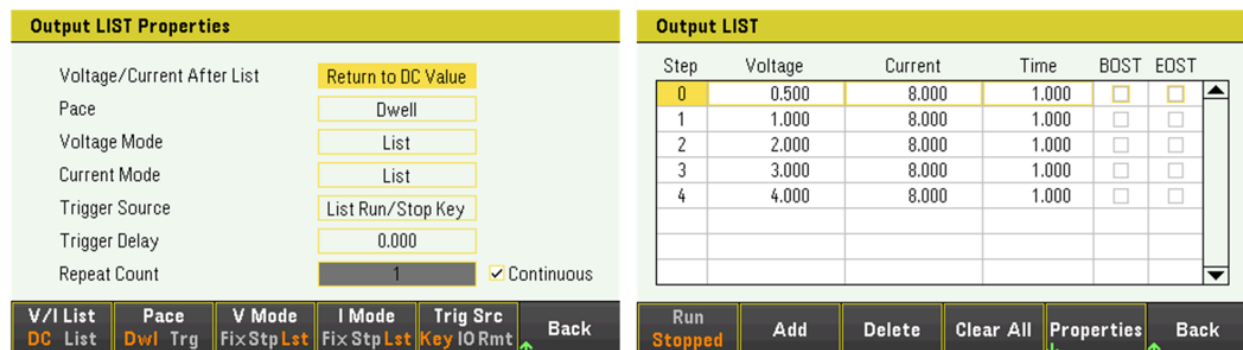 Output LIST Properties
Voltage/Current After List Return to DC Value
Pace Dwell
Voltage Mode List
Current Mode List
Trigger Source List Run/Stop Key
Trigger Delay 0.000
Repeat Count 1 Continuous
V/I List Pace V Mode I Mode Trig Src Back
DC List Dwl Trg Fix Stp Lst Fix Stp Lst Key IO Rmt
Output LIST
Step Voltage Current Time BOST EOST
0 0.500 8.000 1.000
1 1.000 8.000 1.000
2 2.000 8.000 1.000
3 3.000 8.000 1.000
4 4.000 8.000 1.000
Run Add Delete Clear All Properties Back
Stopped